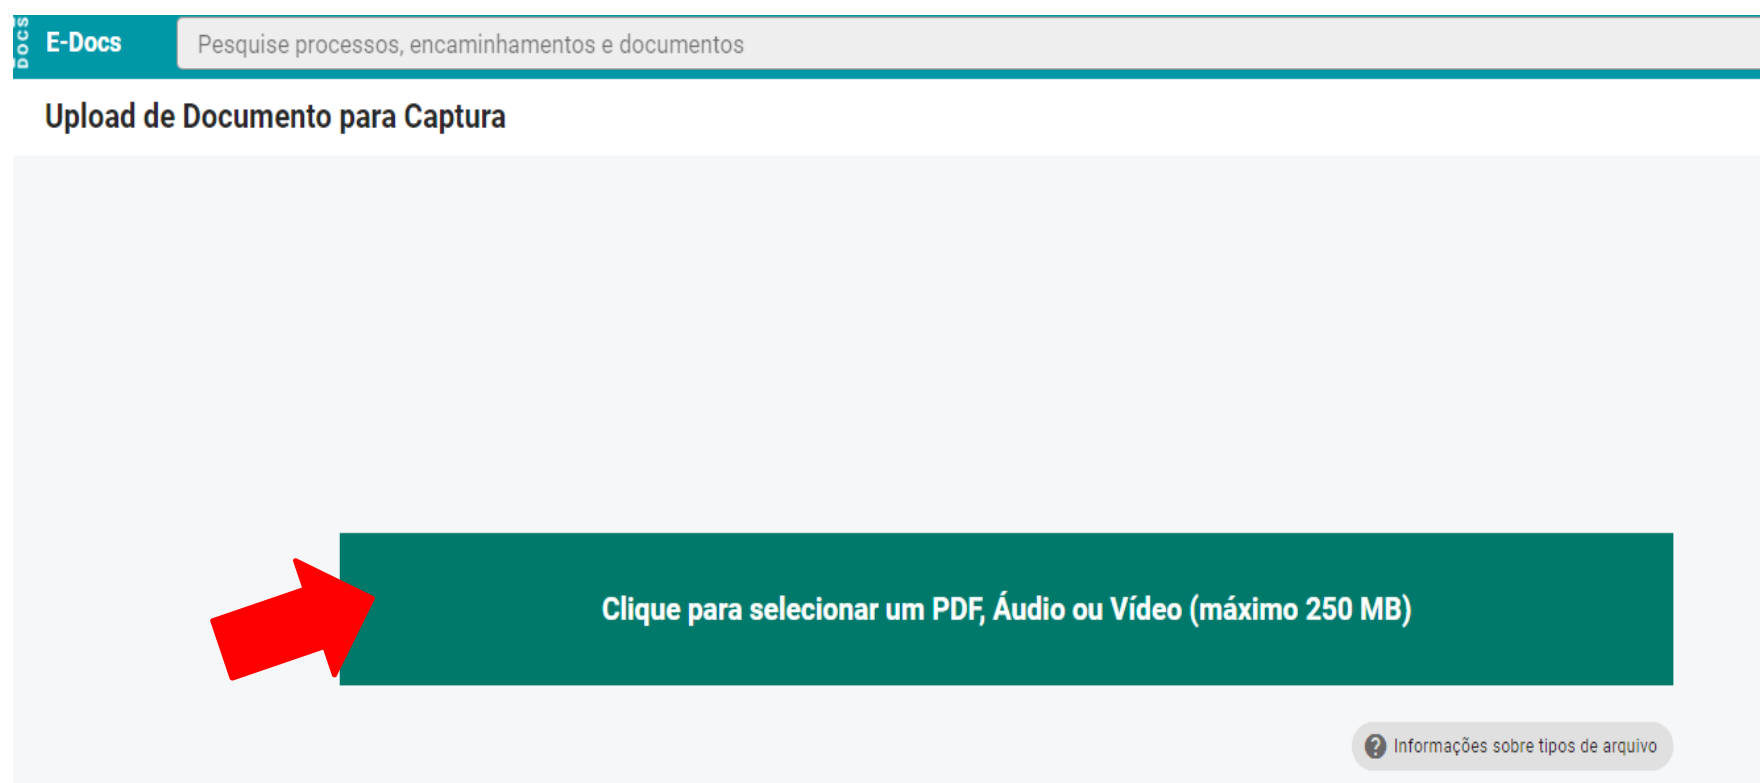 DOCS
E-Docs
Pesquise processos, encaminhamentos e documentos
Upload de Documento para Captura
Clique para selecionar um PDF, Áudio ou Vídeo (máximo 250 MB)
? Informações sobre tipos de arquivo